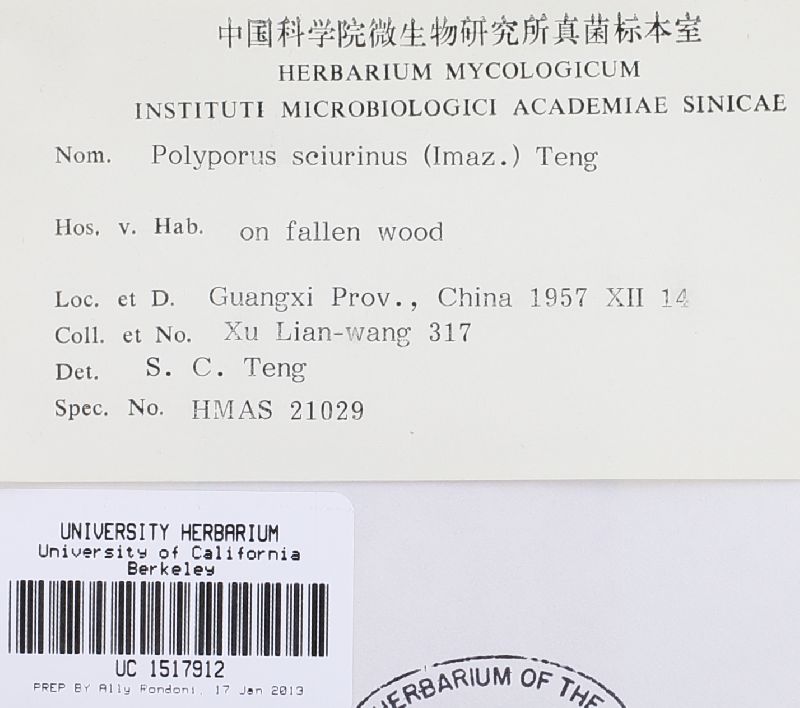 中国科学院微生物研究所真菌标本室
HERBARIUM MYCOLOGICUM
INSTITUTI MICROBIOLOGICI ACADEMIAE SINICAE
Nom. Polyporus sciurinus (Imaz.) Teng
Hos. v. Hab. on fallen wood
Loc. et D. Guangxi Prov., China 1957 XII 14
Coll. et No. Xu Lian-wang 317
Det. S. C. Teng
Spec. No. HMAS 21029
UNIVERSITY HERBARIUM
University of California
Berkeley
UC 1517912
PREP BY Ally Rondoni, 17 Jan 2013
HERBARIUM OF THE